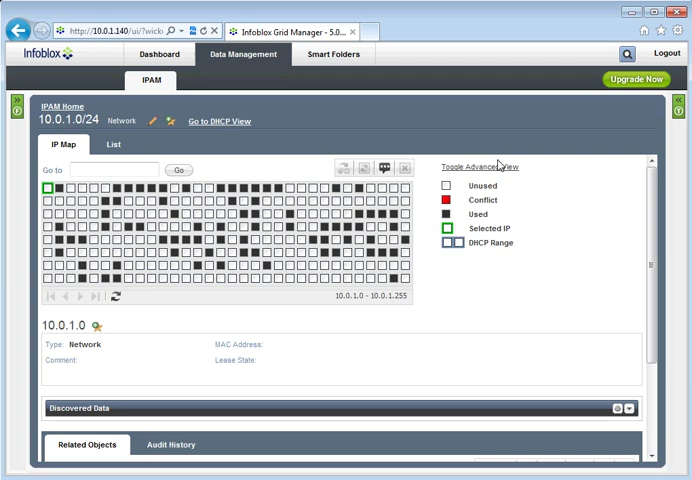 http://10.0.1.140/ui/?wick
Infoblox Grid Manager - 5.0...
Infoblox
Dashboard
Data Management
Smart Folders
Logout
IPAM
Upgrade Now
IPAM Home
10.0.1.0/24 Network
Go to DHCP View
IP Map
List
Go to
Go
Toggle Advanced View
Unused
Conflict
Used
Selected IP
DHCP Range
10.0.1.0 - 10.0.1.255
10.0.1.0
Type: Network
MAC Address:
Comment:
Lease State:
Discovered Data
Related Objects
Audit History